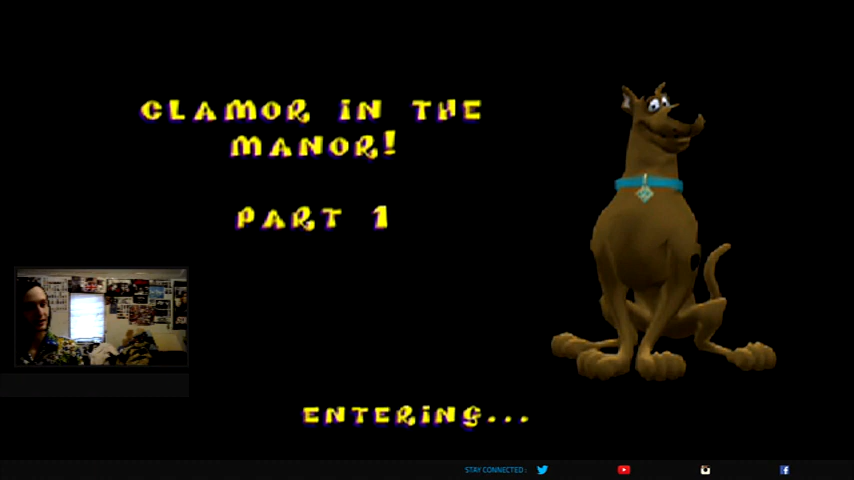 CLAMOR IN THE
MANOR!
PART 1
ENTERING...
STAY CONNECTED :